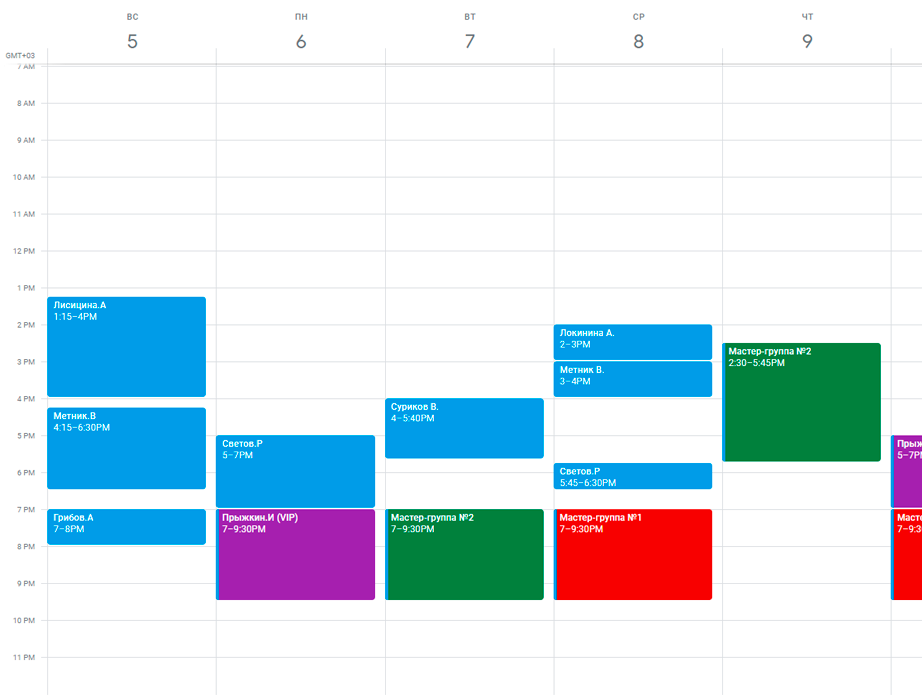 ВС
5
ПН
6
ВТ
7
СР
8
ЧТ
9
GMT+03
7 AM
8 AM
9 AM
10 AM
11 AM
12 PM
1 PM
2 PM
3 PM
4 PM
5 PM
6 PM
7 PM
8 PM
9 PM
10 PM
11 PM
Лисицина.А
1:15–4PM
Метник.В
4:15–6:30PM
Грибов.А
7–8PM
Светов.Р
5–7PM
Прыжкин.И (VIP)
7–9:30PM
Суриков В.
4–5:40PM
Мастер-группа №2
7–9:30PM
Локинина А.
2–3PM
Метник В.
3–4PM
Светов.Р
5:45–6:30PM
Мастер-группа №1
7–9:30PM
Мастер-группа №2
2:30–5:45PM
Прыж
5–7P
Масте
7–9:3